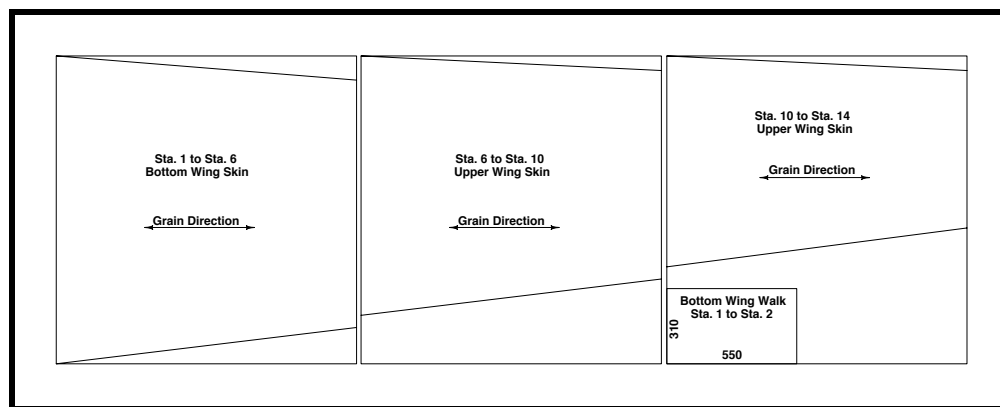 Sta. 1 to Sta. 6
Bottom Wing Skin
Grain Direction
Sta. 6 to Sta. 10
Upper Wing Skin
Grain Direction
Sta. 10 to Sta. 14
Upper Wing Skin
Grain Direction
Bottom Wing Walk
Sta. 1 to Sta. 2
310
550